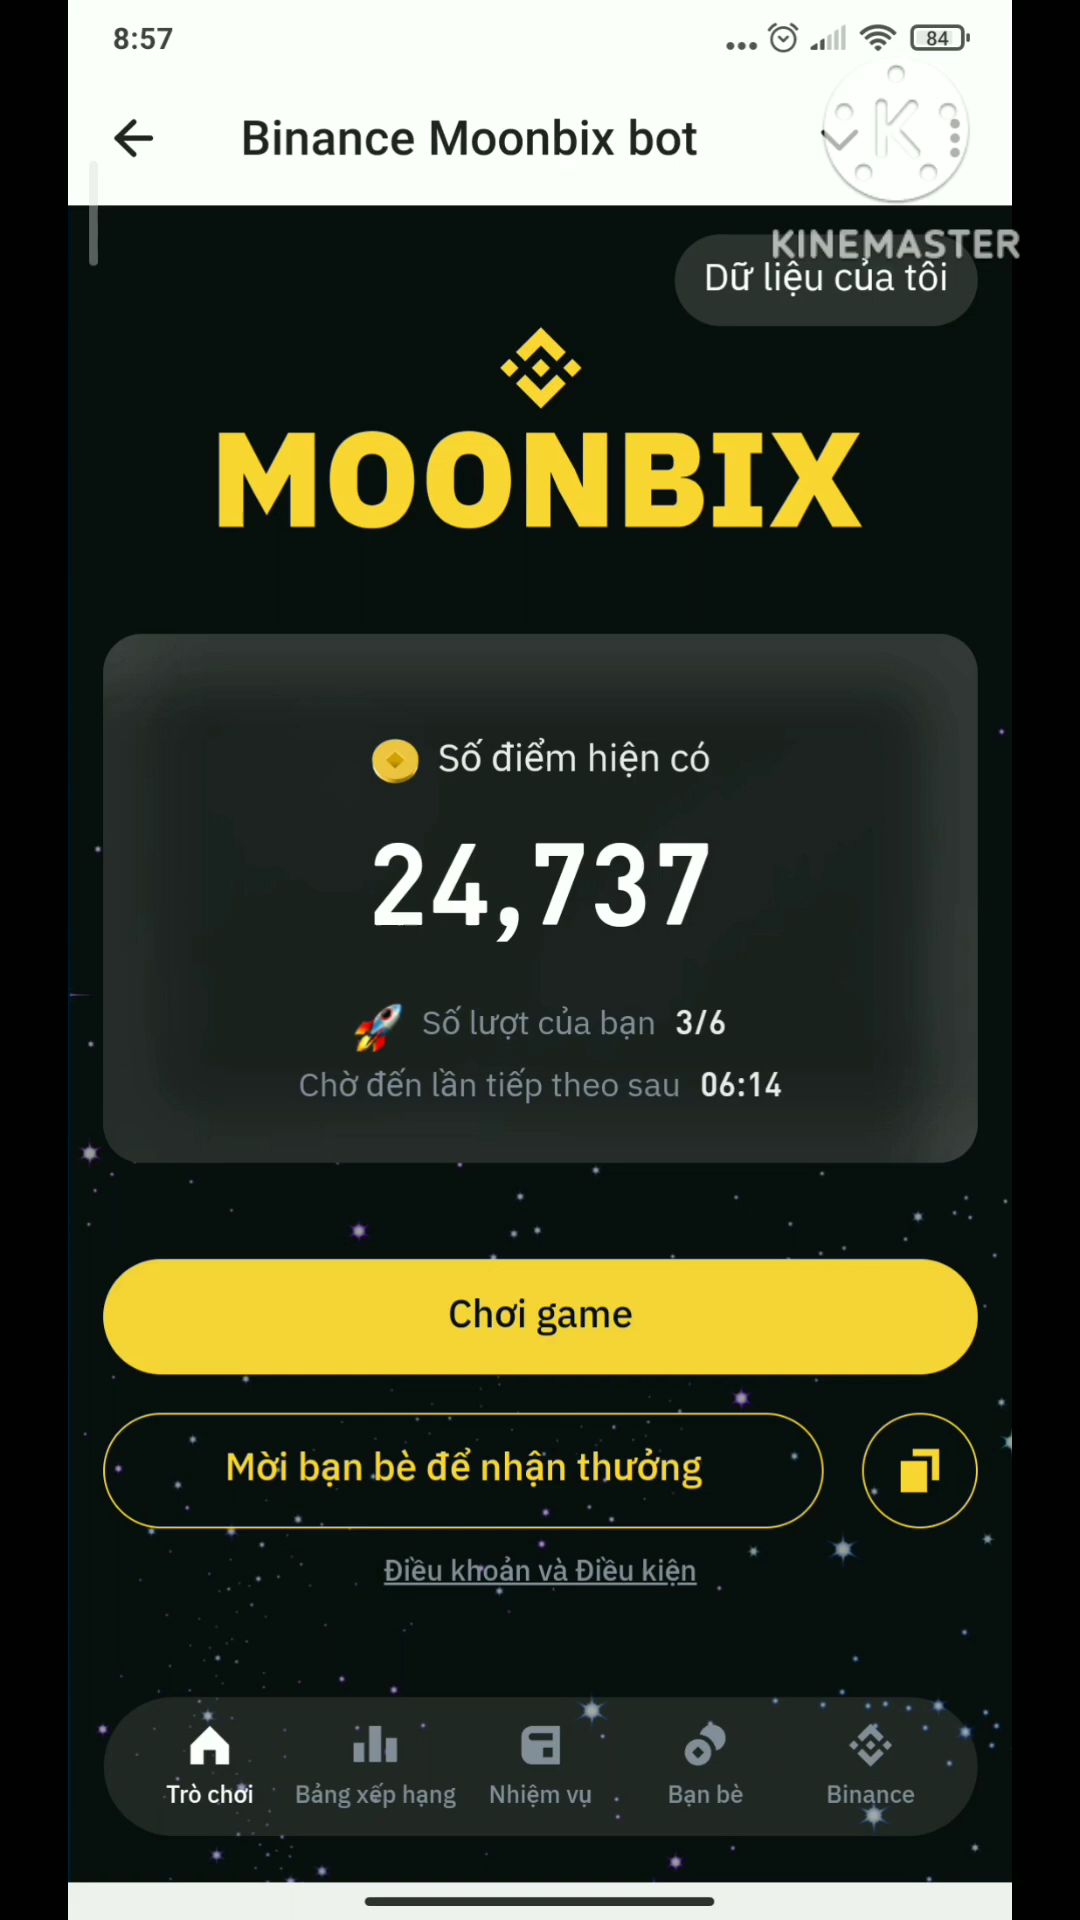 8:57
84
Binance Moonbix bot
K
KINEMASTER
Dữ liệu của tôi
MOONBIX
Số điểm hiện có
24,737
Số lượt của bạn 3/6
Chờ đến lần tiếp theo sau 06:14
Chơi game
Mời bạn bè để nhận thưởng
Điều khoản và Điều kiện
Trò chơi Bảng xếp hạng Nhiệm vụ Bạn bè Binance